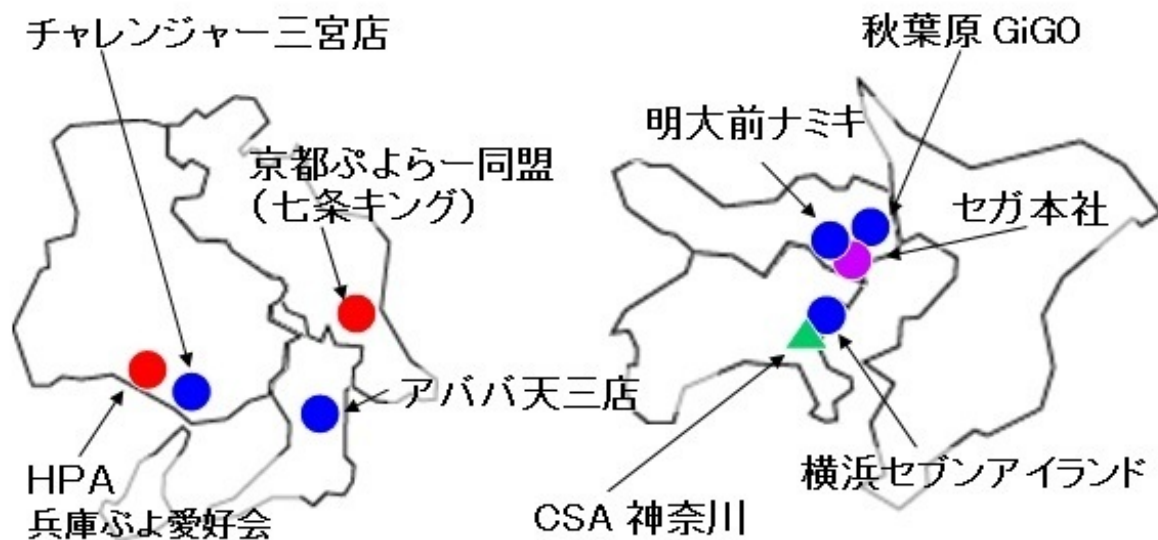 チャレンジャー三宮店
京都ぷよらー同盟
（七条キング）
アババ天三店
HPA
兵庫ぷよ愛好会
秋葉原 GiGO
明大前ナミキ
セガ本社
横浜セブンアイランド
CSA 神奈川